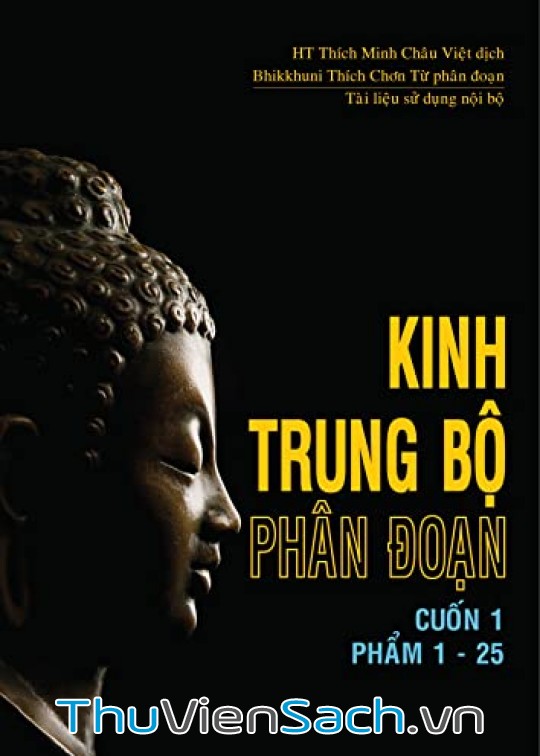 HT Thích Minh Châu Việt dịch
Bhikkhuni Thích Chơn Từ phân đoạn
Tài liệu sử dụng nội bộ
KINH
TRUNG BỘ
PHÂN ĐOẠN
CUỐN 1
PHẨM 1 - 25
ThuVienSach.vn